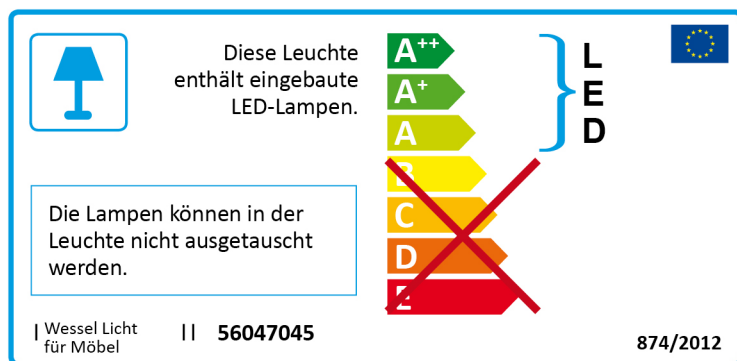 Diese Leuchte
enthält eingebaute
LED-Lampen.
A++
A+
A
B
C
D
E
L
E
D
Die Lampen können in der
Leuchte nicht ausgetauscht
werden.
I Wessel Licht
für Möbel
II 56047045
874/2012